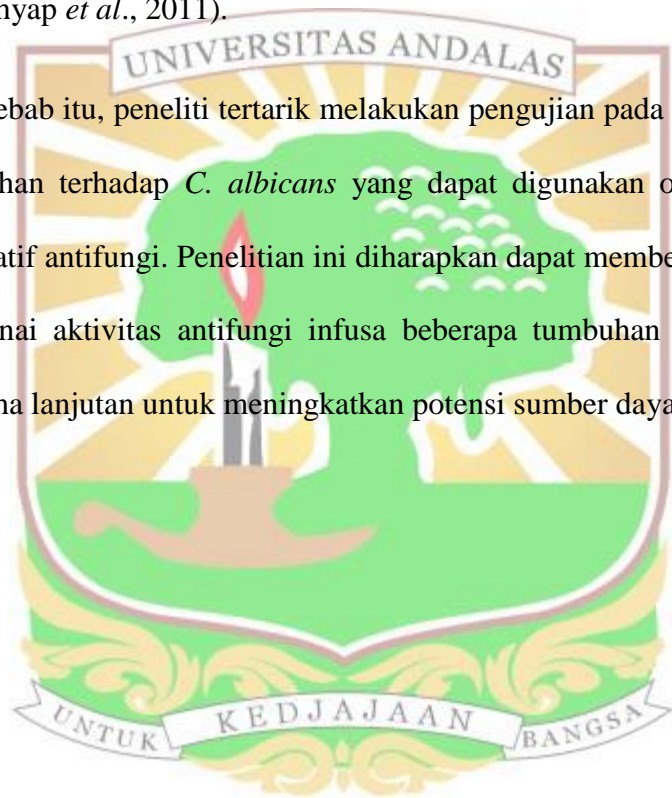 nyap et al., 2011).
UNIVERSITAS ANDALAS
ebab itu, peneliti tertarik melakukan pengujian pada
han terhadap C. albicans yang dapat digunakan o
atif antifungi. Penelitian ini diharapkan dapat membe
nai aktivitas antifungi infusa beberapa tumbuhan
na lanjutan untuk meningkatkan potensi sumber daya
UNTUK KEDJAJAAN BANGSA